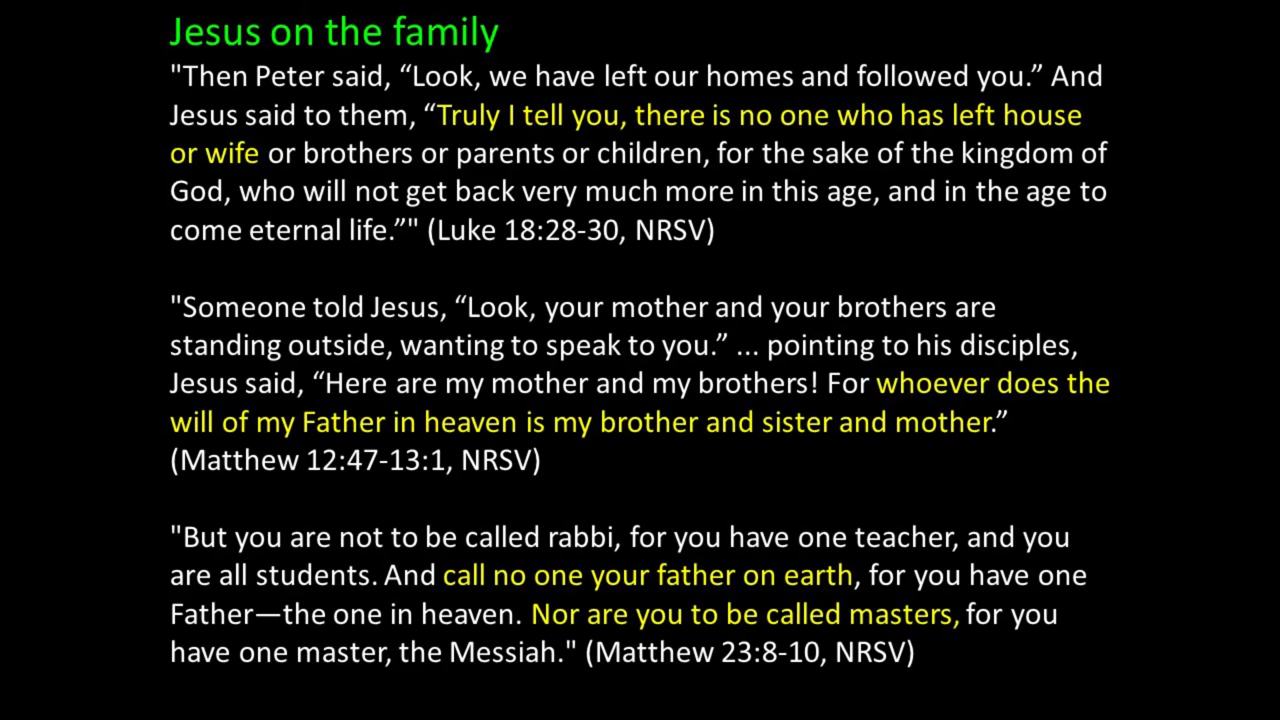 Jesus on the family
"Then Peter said, “Look, we have left our homes and followed you.” And
Jesus said to them, “Truly I tell you, there is no one who has left house
or wife or brothers or parents or children, for the sake of the kingdom of
God, who will not get back very much more in this age, and in the age to
come eternal life.”" (Luke 18:28-30, NRSV)
"Someone told Jesus, “Look, your mother and your brothers are
standing outside, wanting to speak to you.” ... pointing to his disciples,
Jesus said, “Here are my mother and my brothers! For whoever does the
will of my Father in heaven is my brother and sister and mother.”
(Matthew 12:47-13:1, NRSV)
"But you are not to be called rabbi, for you have one teacher, and you
are all students. And call no one your father on earth, for you have one
Father—the one in heaven. Nor are you to be called masters, for you
have one master, the Messiah." (Matthew 23:8-10, NRSV)